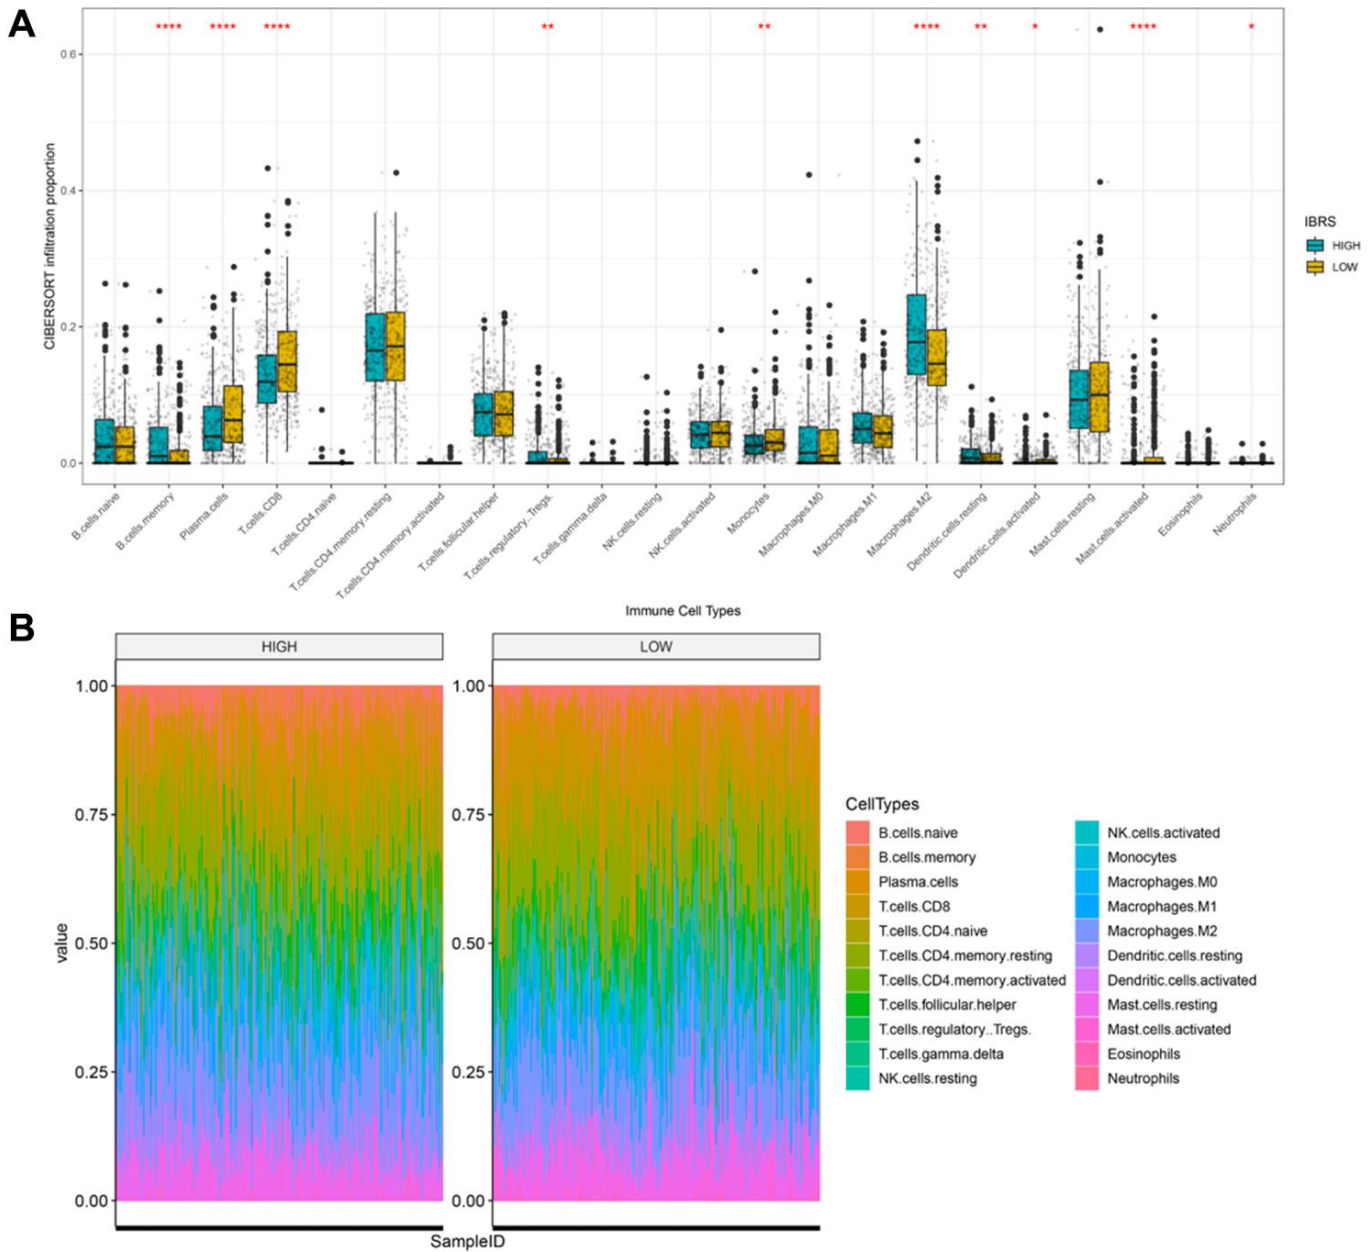 A
**** **** **** ** ** **** ** * **** *
CIBERSORT infiltration proportion
0.6
0.4
0.2
0.0
IBRS
HIGH
LOW
B.cells.naive
B.cells.memory
Plasma.cells
T.cells.CD8
T.cells.CD4.naive
T.cells.CD4.memory.resting
T.cells.CD4.memory.activated
T.cells.follicular.helper
T.cells.regulatory..Tregs.
T.cells.gamma.delta
NK.cells.resting
NK.cells.activated
Monocytes
Macrophages.M0
Macrophages.M1
Macrophages.M2
Dendritic.cells.resting
Dendritic.cells.activated
Mast.cells.resting
Mast.cells.activated
Eosinophils
Neutrophils
Immune Cell Types
B
HIGH
LOW
value
1.00
0.75
0.50
0.25
0.00
1.00
0.75
0.50
0.25
0.00
SampleID
CellTypes
B.cells.naive
B.cells.memory
Plasma.cells
T.cells.CD8
T.cells.CD4.naive
T.cells.CD4.memory.resting
T.cells.CD4.memory.activated
T.cells.follicular.helper
T.cells.regulatory..Tregs.
T.cells.gamma.delta
NK.cells.resting
NK.cells.activated
Monocytes
Macrophages.M0
Macrophages.M1
Macrophages.M2
Dendritic.cells.resting
Dendritic.cells.activated
Mast.cells.resting
Mast.cells.activated
Eosinophils
Neutrophils